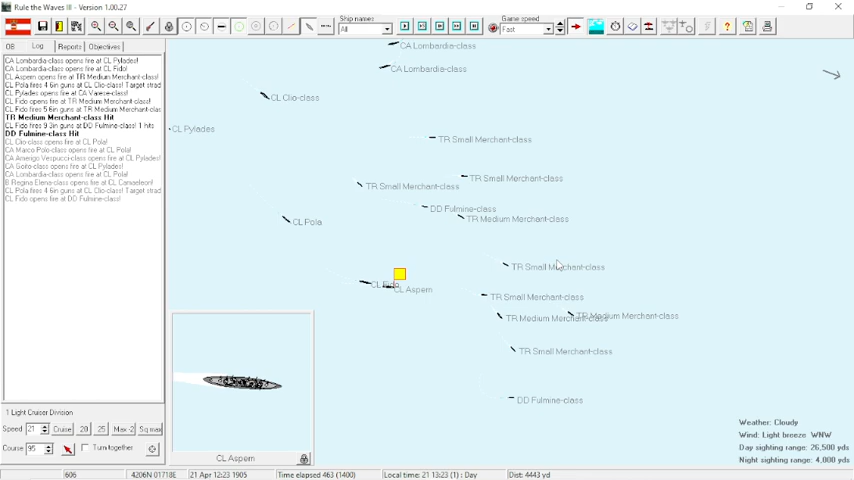 Rule the Waves III - Version 1.00.27
Ship names:
All
Game speed
Fast
OB
Log
Reports
Objectives
CA Lombardia-class opens fire at CL Pylades!
CA Lombardia-class opens fire at CL Fido!
CL Aspern opens fire at TR Medium Merchant-class!
CL Pola fires 4 6in guns at CL Clio-class! Target strad
CL Pylades opens fire at CA Varese-class!
CL Fido opens fire at TR Medium Merchant-class!
CL Fido fires 5 6in guns at TR Medium Merchant-clas
TR Medium Merchant-class Hit
CL Fido fires 9 3in guns at DD Fulmine-class! 1 hits
DD Fulmine-class Hit
CL Clio-class opens fire at CL Pola!
CA Marco Polo-class opens fire at CL Pola!
CA Amerigo Vespucci-class opens fire at CL Pylades!
CA Goito-class opens fire at CL Pylades!
CA Lombardia-class opens fire at CL Pola!
B Regina Elena-class opens fire at CL Camaeleon!
CL Pola fires 4 6in guns at CL Clio-class! Target strad
CL Fido opens fire at DD Fulmine-class!
CA Lombardia-class
CA Lombardia-class
CL Clio-class
CL Pylades
TR Small Merchant-class
TR Small Merchant-class
TR Small Merchant-class
DD Fulmine-class
TR Medium Merchant-class
CL Pola
TR Small Merchant-class
CL Fido
CL Aspern
TR Small Merchant-class
TR Medium Merchant-class
TR Medium Merchant-class
TR Small Merchant-class
DD Fulmine-class
CL Aspern
1 Light Cruiser Division
Speed 21 Cruise 20 25 Max -2 Sq max
Course 95 Turn together
Weather: Cloudy
Wind: Light breeze: WNW
Day sighting range: 26,500 yds
Night sighting range: 4,000 yds
606
4206N 01718E
21 Apr 12:23 1905
Time elapsed 463 (1400)
Local time: 21 13:23 (1) : Day
Dist: 4443 yd